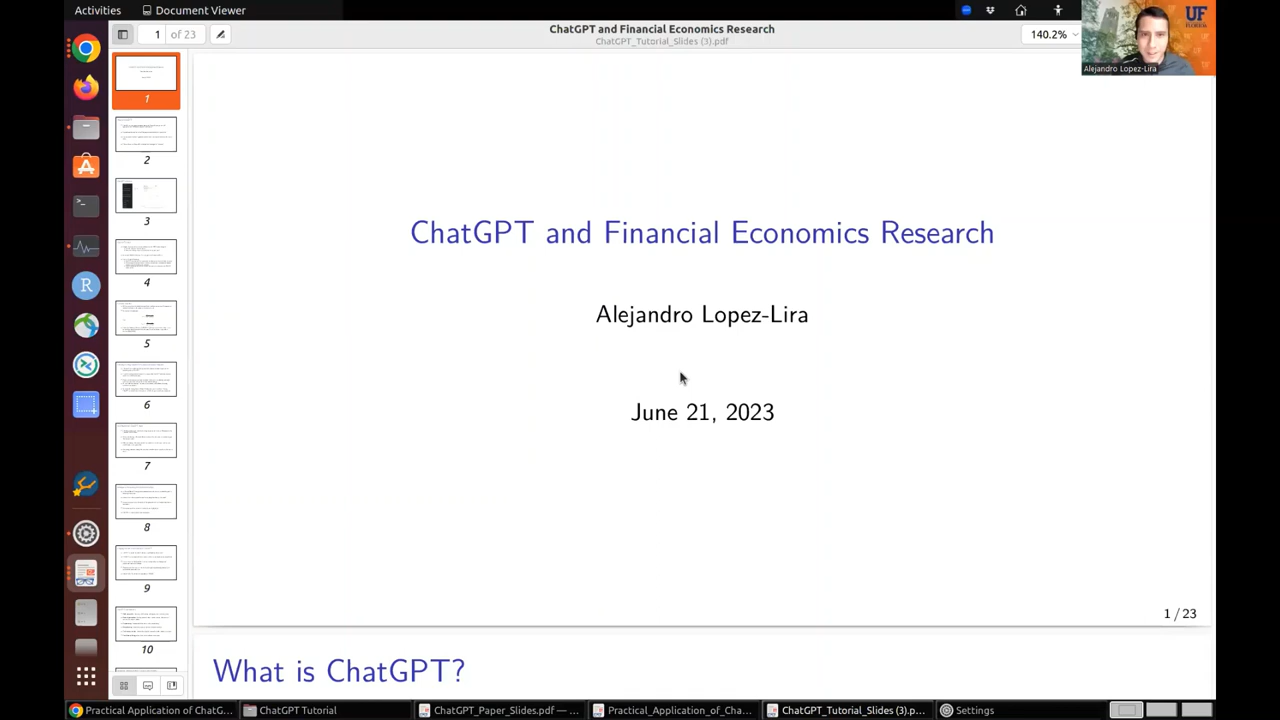 Activities
Document Viewer
1
of 23
ChatGPT and Financial Economics Research
ChatGPT_Tutorial_Slides (3).pdf
140.2%
UF
FLORIDA
Alejandro Lopez-Lira
1
2
3
4
5
6
7
8
9
10
ChatGPT and Financial Economics Research
Alejandro Lopez-Lira
June 21, 2023
1 / 23
What is ChatGPT?
Practical Application of ChatG...
ChatGPT Tutorial
ChatGPT_Paper_Slides.pdf — ...
Practical_Application_of_Cha...
ChatGPT_Tutorial_Slides (3).p...
Settings